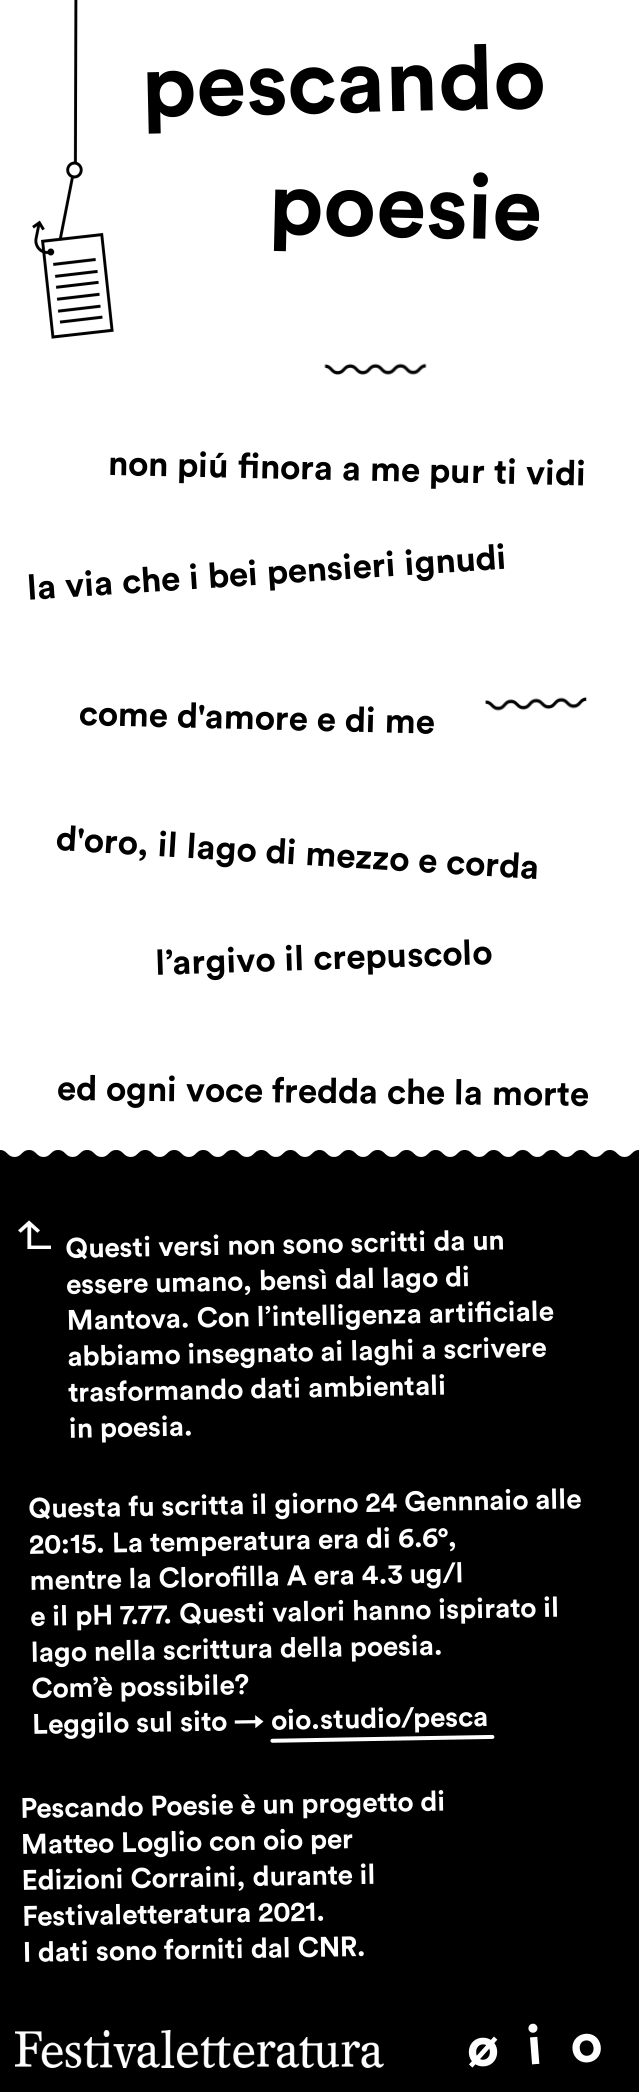 pescando
poesie
non piú finora a me pur ti vidi
la via che i bei pensieri ignudi
come d'amore e di me
d'oro, il lago di mezzo e corda
l’argivo il crepuscolo
ed ogni voce fredda che la morte
Questi versi non sono scritti da un
essere umano, bensì dal lago di
Mantova. Con l’intelligenza artificiale
abbiamo insegnato ai laghi a scrivere
trasformando dati ambientali
in poesia.
Questa fu scritta il giorno 24 Gennnaio alle
20:15. La temperatura era di 6.6°,
mentre la Clorofilla A era 4.3 ug/l
e il pH 7.77. Questi valori hanno ispirato il
lago nella scrittura della poesia.
Com’è possibile?
Leggilo sul sito → oio.studio/pesca
Pescando Poesie è un progetto di
Matteo Loglio con oio per
Edizioni Corraini, durante il
Festivaletteratura 2021.
I dati sono forniti dal CNR.
Festivaletteratura ø i o